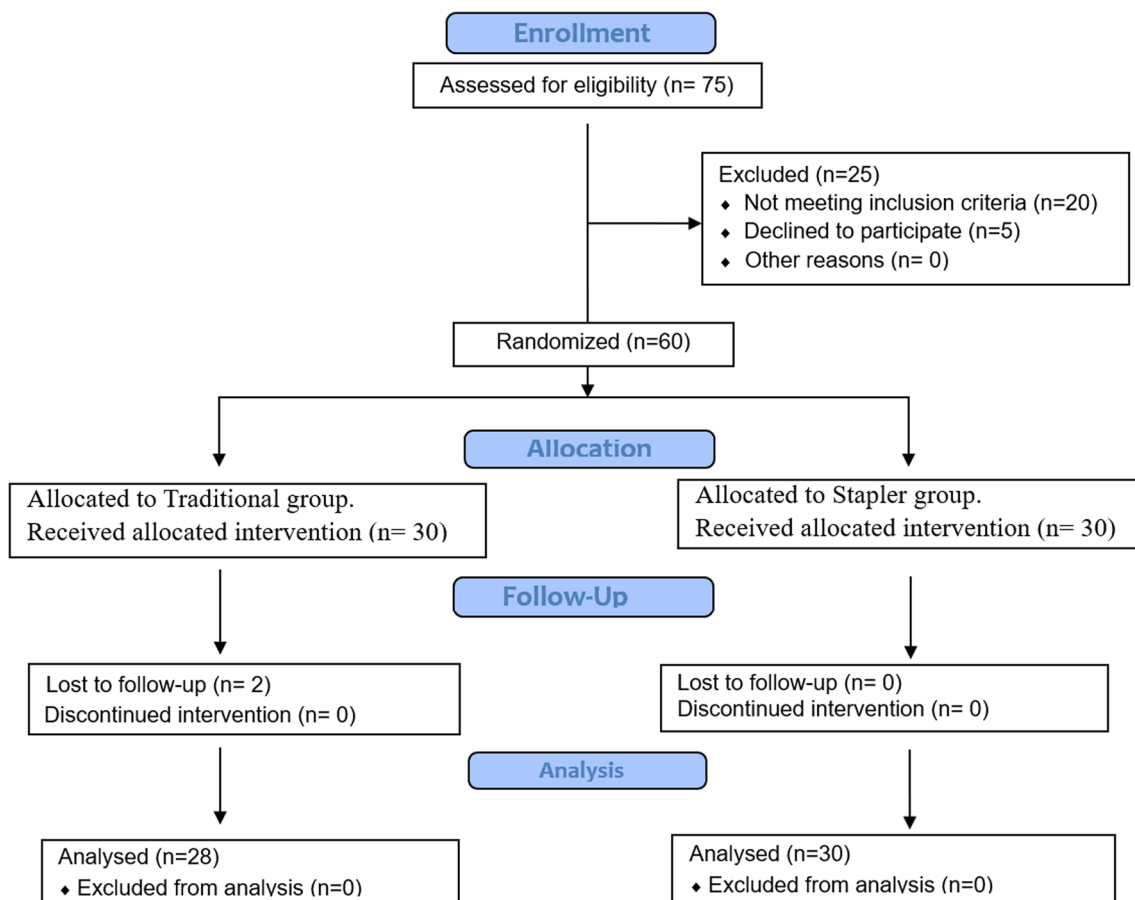 Enrollment
Assessed for eligibility (n= 75)
Excluded (n=25)
⬧ Not meeting inclusion criteria (n=20)
⬧ Declined to participate (n=5)
⬧ Other reasons (n= 0)
Randomized (n=60)
Allocation
Allocated to Traditional group.
Received allocated intervention (n= 30)
Allocated to Stapler group.
Received allocated intervention (n= 30)
Follow-Up
Lost to follow-up (n= 2)
Discontinued intervention (n= 0)
Lost to follow-up (n= 0)
Discontinued intervention (n= 0)
Analysis
Analysed (n=28)
⬧ Excluded from analysis (n=0)
Analysed (n=30)
⬧ Excluded from analysis (n=0)